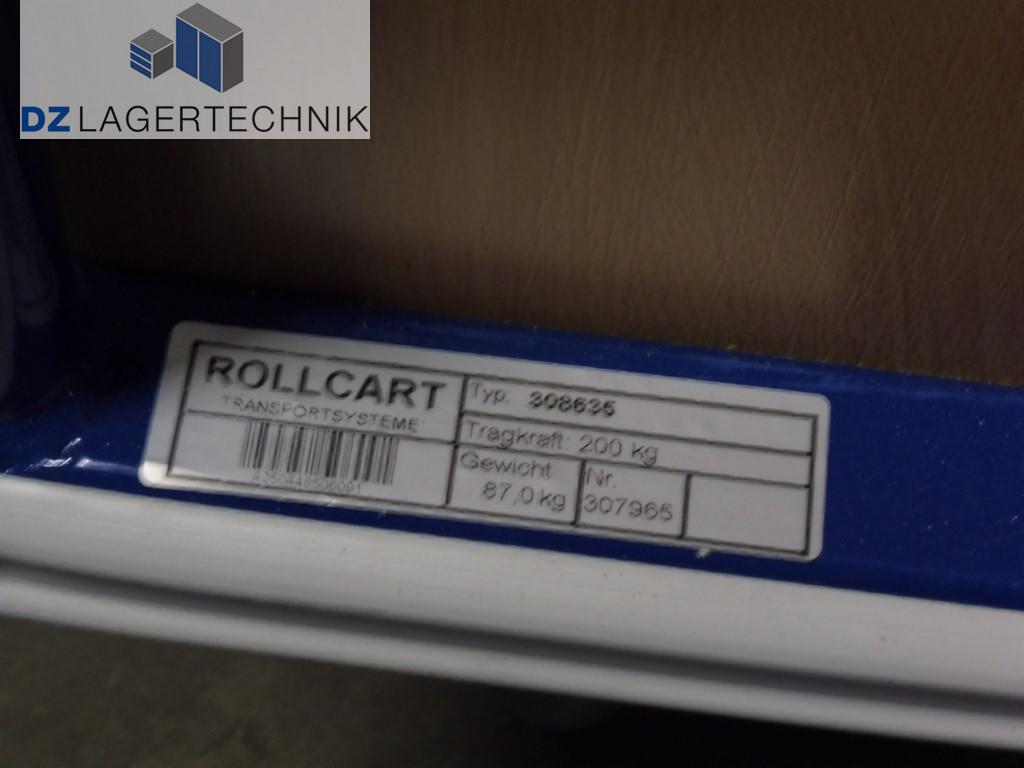 DZ LAGERTECHNIK
ROLLCART
TRANSPORTSYSTEME
Typ: 308635
Tragkraft: 200 kg
Gewicht
87,0 kg
Nr.
307965